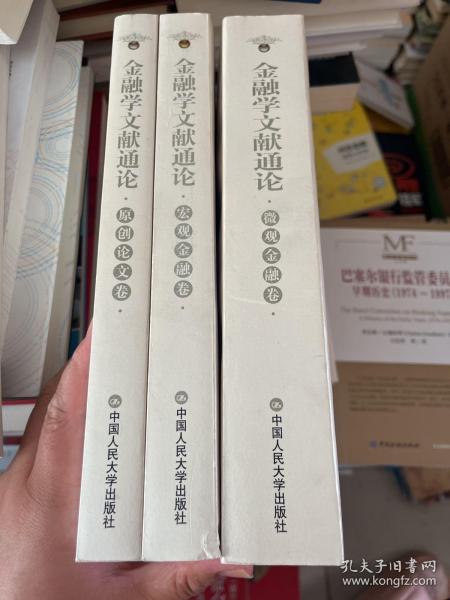 金融学文献通论·原创论文卷·
中国人民大学出版社
金融学文献通论·宏观金融卷·
中国人民大学出版社
金融学文献通论·微观金融卷·
中国人民大学出版社
MF
巴塞尔银行监管委员
早期历史(1974－1997
孔夫子旧书网
www.kongfz.com